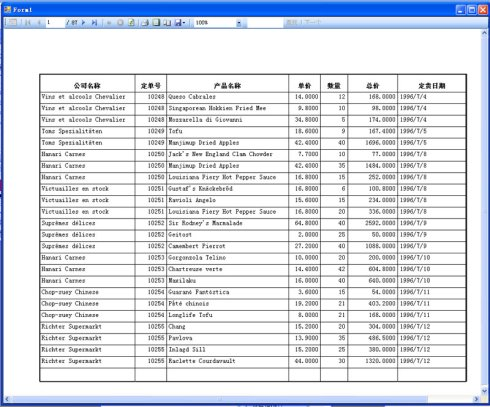 Form1
1 / 87 100% 查找 | 下一个
公司名称 定单号 产品名称 单价 数量 总价 定货日期
Vins et alcools Chevalier 10248 Queso Cabrales 14.0000 12 168.0000 1996/7/4
Vins et alcools Chevalier 10248 Singaporean Hokkien Fried Mee 9.8000 10 98.0000 1996/7/4
Vins et alcools Chevalier 10248 Mozzarella di Giovanni 34.8000 5 174.0000 1996/7/4
Toms Spezialitäten 10249 Tofu 18.6000 9 167.4000 1996/7/5
Toms Spezialitäten 10249 Manjimup Dried Apples 42.4000 40 1696.0000 1996/7/5
Hanari Carnes 10250 Jack's New England Clam Chowder 7.7000 10 77.0000 1996/7/8
Hanari Carnes 10250 Manjimup Dried Apples 42.4000 35 1484.0000 1996/7/8
Hanari Carnes 10250 Louisiana Fiery Hot Pepper Sauce 16.8000 15 252.0000 1996/7/8
Victuailles en stock 10251 Gustaf's Knäckebröd 16.8000 6 100.8000 1996/7/8
Victuailles en stock 10251 Ravioli Angelo 15.6000 15 234.0000 1996/7/8
Victuailles en stock 10251 Louisiana Fiery Hot Pepper Sauce 16.8000 20 336.0000 1996/7/8
Suprêmes délices 10252 Sir Rodney's Marmalade 64.8000 40 2592.0000 1996/7/9
Suprêmes délices 10252 Geitost 2.0000 25 50.0000 1996/7/9
Suprêmes délices 10252 Camembert Pierrot 27.2000 40 1088.0000 1996/7/9
Hanari Carnes 10253 Gorgonzola Telino 10.0000 20 200.0000 1996/7/10
Hanari Carnes 10253 Chartreuse verte 14.4000 42 604.8000 1996/7/10
Hanari Carnes 10253 Maxilaku 16.0000 40 640.0000 1996/7/10
Chop-suey Chinese 10254 Guaraná Fantástica 3.6000 15 54.0000 1996/7/11
Chop-suey Chinese 10254 Pâté chinois 19.2000 21 403.2000 1996/7/11
Chop-suey Chinese 10254 Longlife Tofu 8.0000 21 168.0000 1996/7/11
Richter Supermarkt 10255 Chang 15.2000 20 304.0000 1996/7/12
Richter Supermarkt 10255 Pavlova 13.9000 35 486.5000 1996/7/12
Richter Supermarkt 10255 Inlagd Sill 15.2000 25 380.0000 1996/7/12
Richter Supermarkt 10255 Raclette Courdavault 44.0000 30 1320.0000 1996/7/12